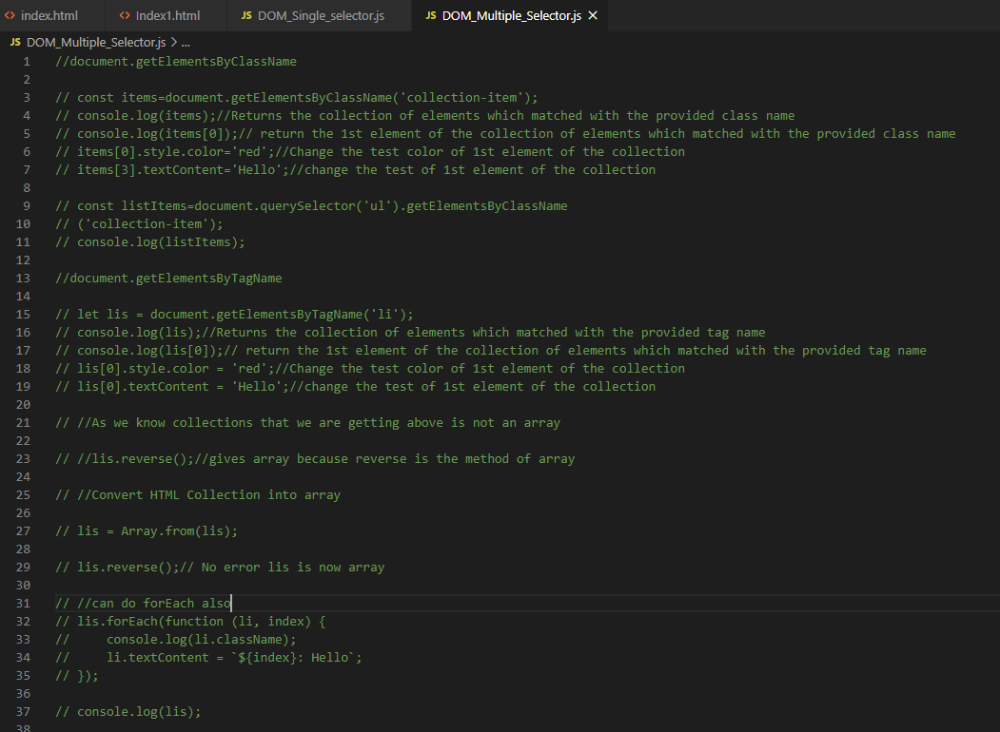 <> index.html <> Index1.html JS DOM_Single_selector.js JS DOM_Multiple_Selector.js ×
JS DOM_Multiple_Selector.js > ...
1 //document.getElementsByClassName
2
3 // const items=document.getElementsByClassName('collection-item');
4 // console.log(items);//Returns the collection of elements which matched with the provided class name
5 // console.log(items[0]);// return the 1st element of the collection of elements which matched with the provided class name
6 // items[0].style.color='red';//Change the test color of 1st element of the collection
7 // items[3].textContent='Hello';//change the test of 1st element of the collection
8
9 // const listItems=document.querySelector('ul').getElementsByClassName
10 // ('collection-item');
11 // console.log(listItems);
12
13 //document.getElementsByTagName
14
15 // let lis = document.getElementsByTagName('li');
16 // console.log(lis);//Returns the collection of elements which matched with the provided tag name
17 // console.log(lis[0]);// return the 1st element of the collection of elements which matched with the provided tag name
18 // lis[0].style.color = 'red';//Change the test color of 1st element of the collection
19 // lis[0].textContent = 'Hello';//change the test of 1st element of the collection
20
21 // //As we know collections that we are getting above is not an array
22
23 // //lis.reverse();//gives array because reverse is the method of array
24
25 // //Convert HTML Collection into array
26
27 // lis = Array.from(lis);
28
29 // lis.reverse();// No error lis is now array
30
31 // //can do forEach also
32 // lis.forEach(function (li, index) {
33 //     console.log(li.className);
34 //     li.textContent = `${index}: Hello`;
35 // });
36
37 // console.log(lis);
38